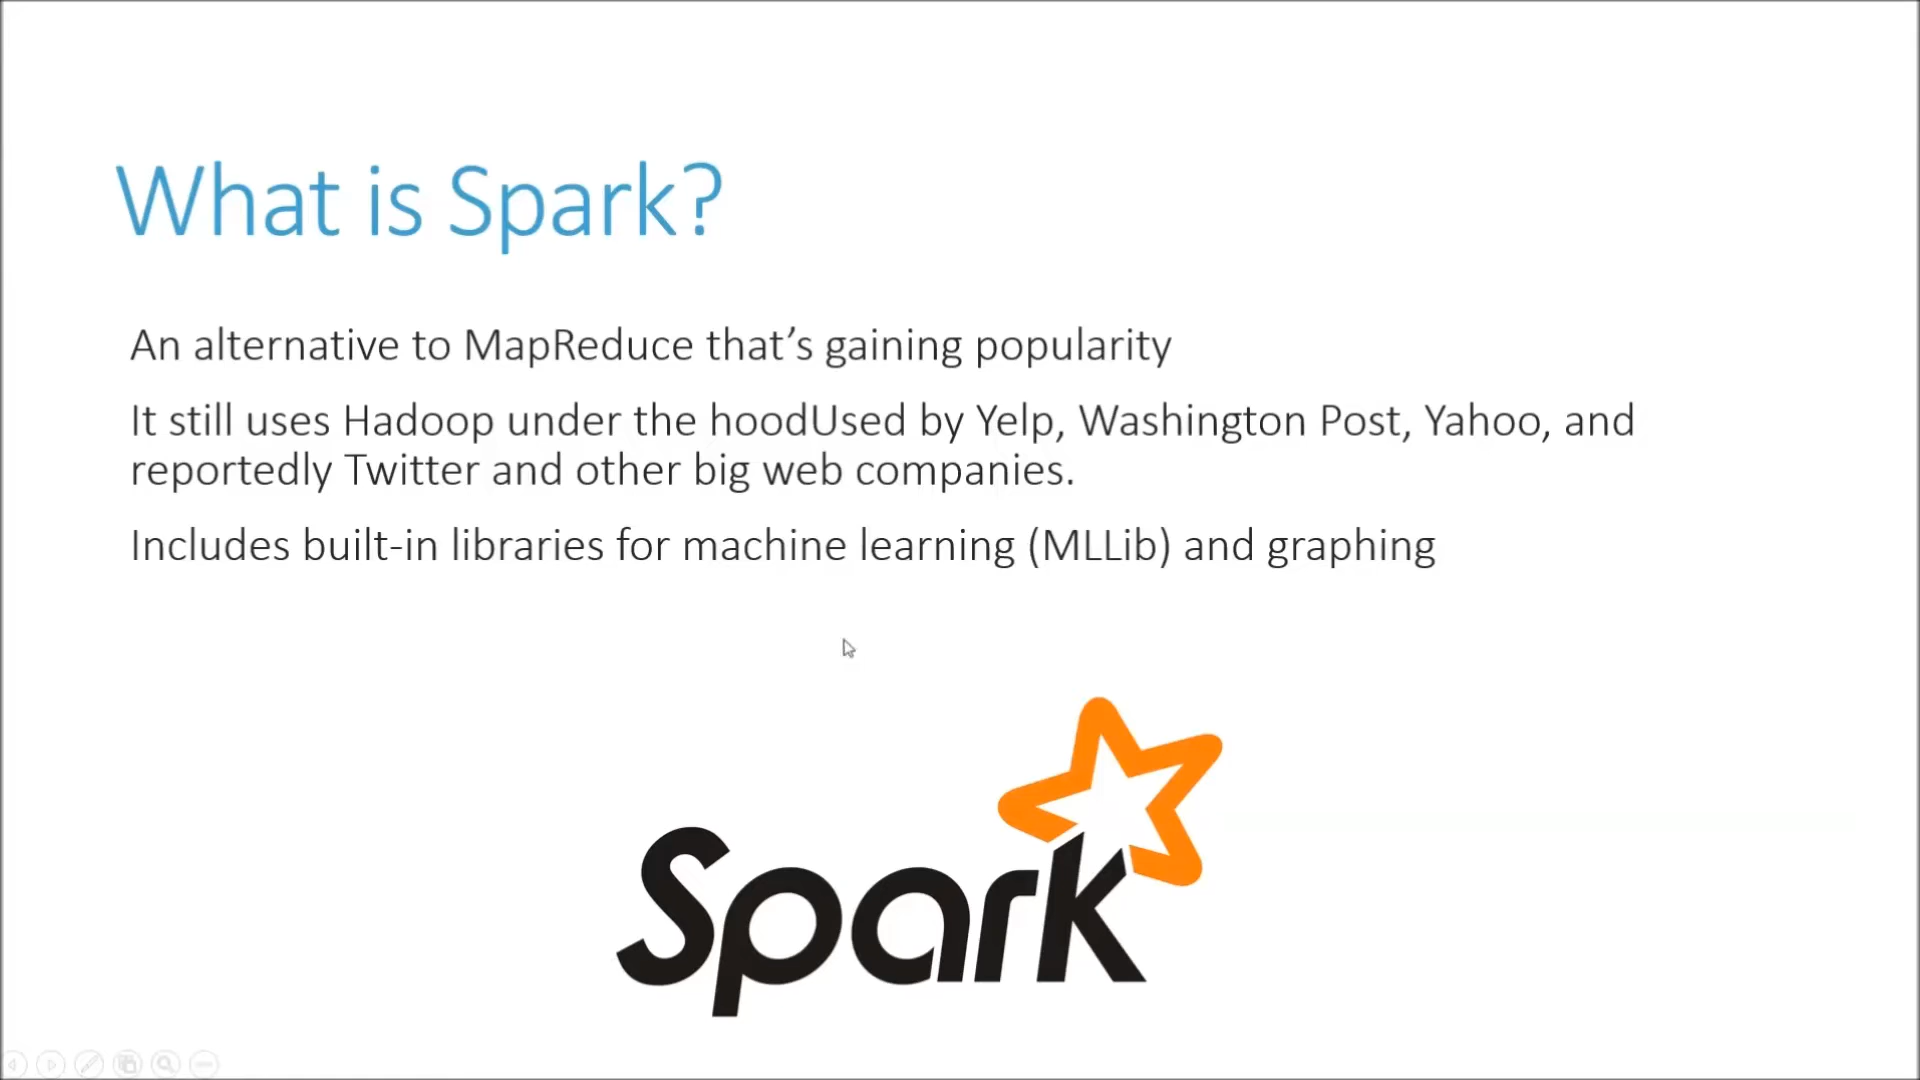 What is Spark?
An alternative to MapReduce that’s gaining popularity
It still uses Hadoop under the hoodUsed by Yelp, Washington Post, Yahoo, and
reportedly Twitter and other big web companies.
Includes built-in libraries for machine learning (MLLib) and graphing
Spark